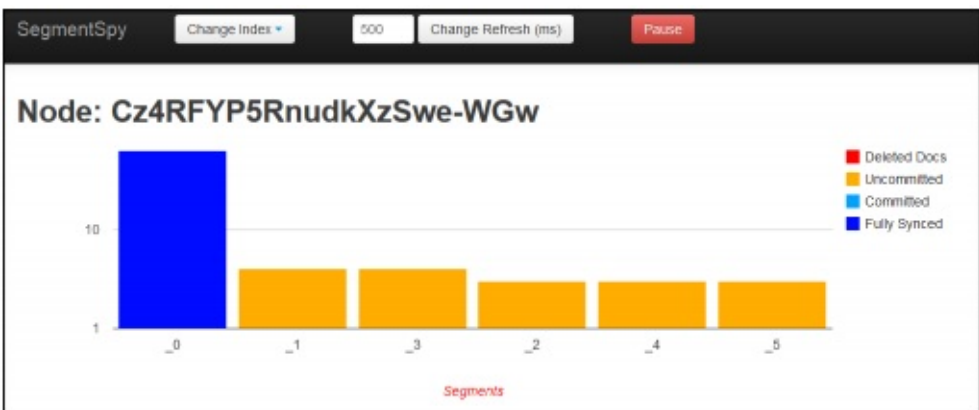 SegmentSpy Change Index 500 Change Refresh (ms) Pause
Node: Cz4RFYP5RnudkXzSwe-WGw
Deleted Docs
Uncommitted
Committed
Fully Synced
10
1
_0 _1 _3 _2 _4 _5
Segments